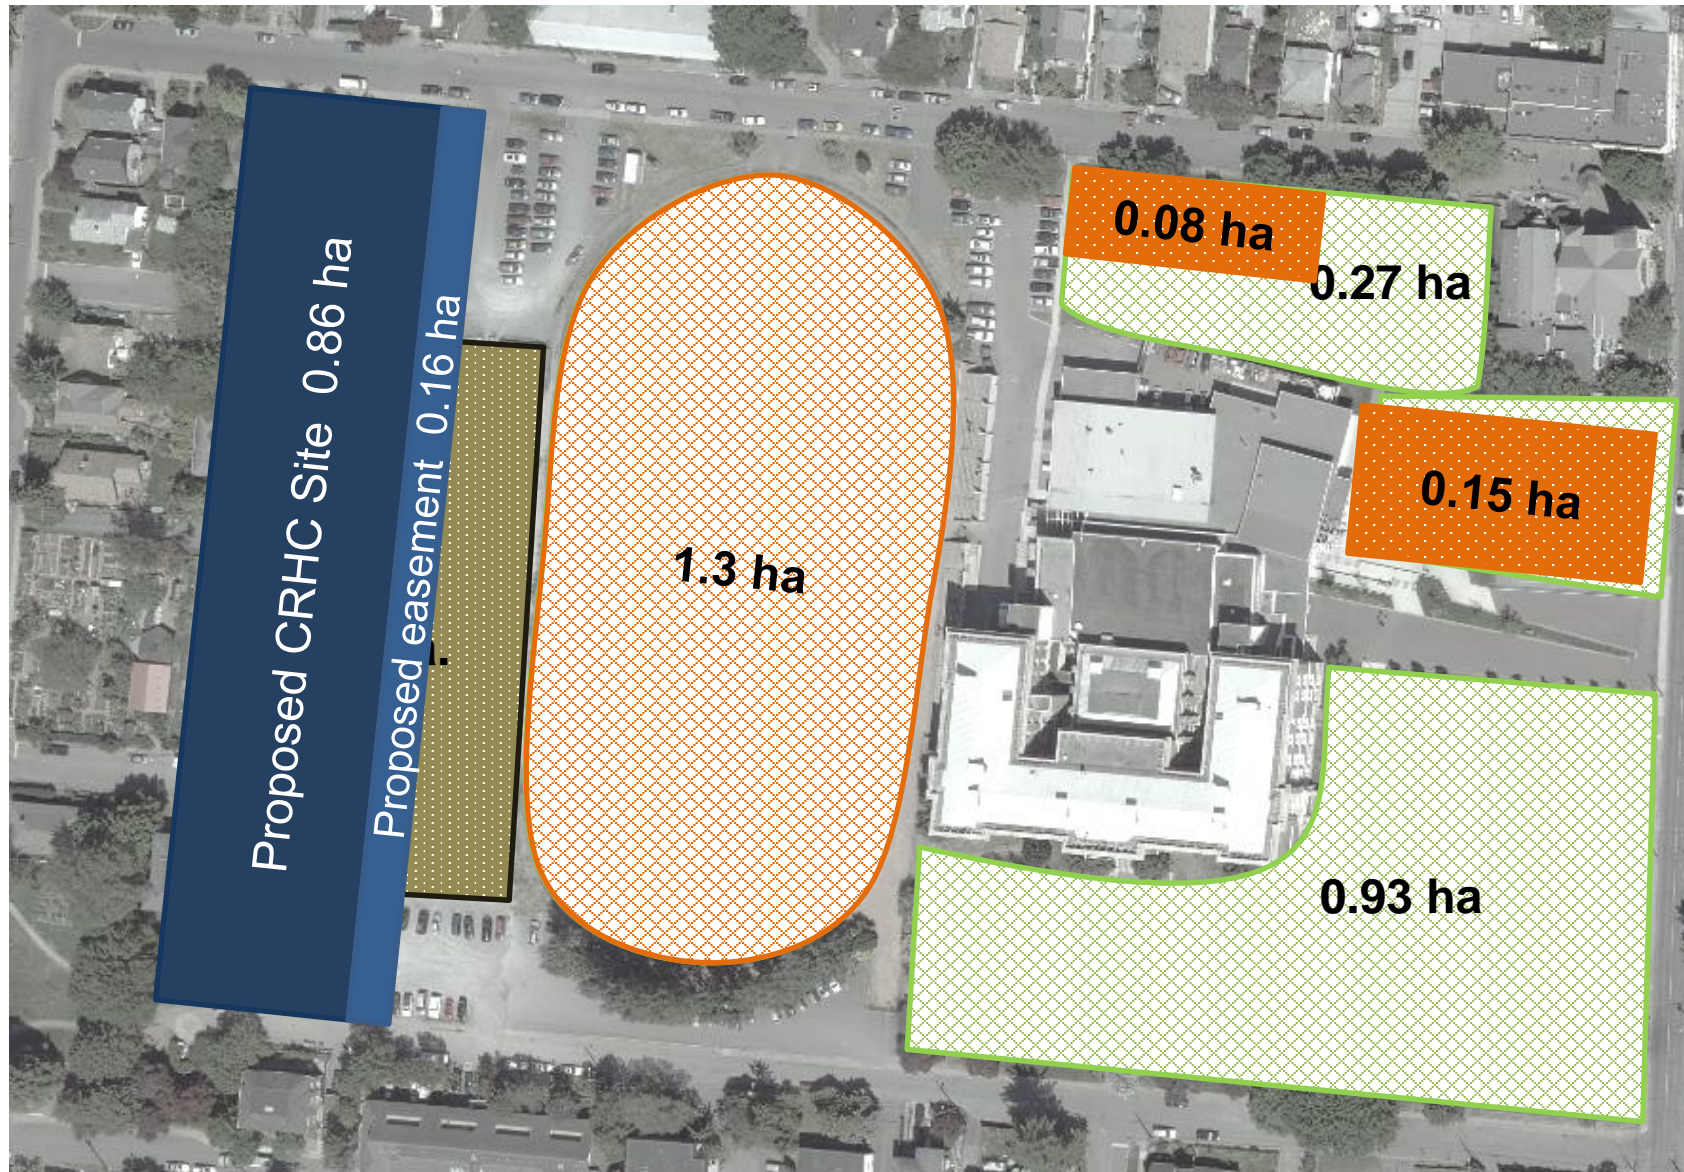 Proposed CRHC Site 0.86 ha
Proposed easement 0.16 ha
1.3 ha
0.08 ha
0.27 ha
0.15 ha
0.93 ha